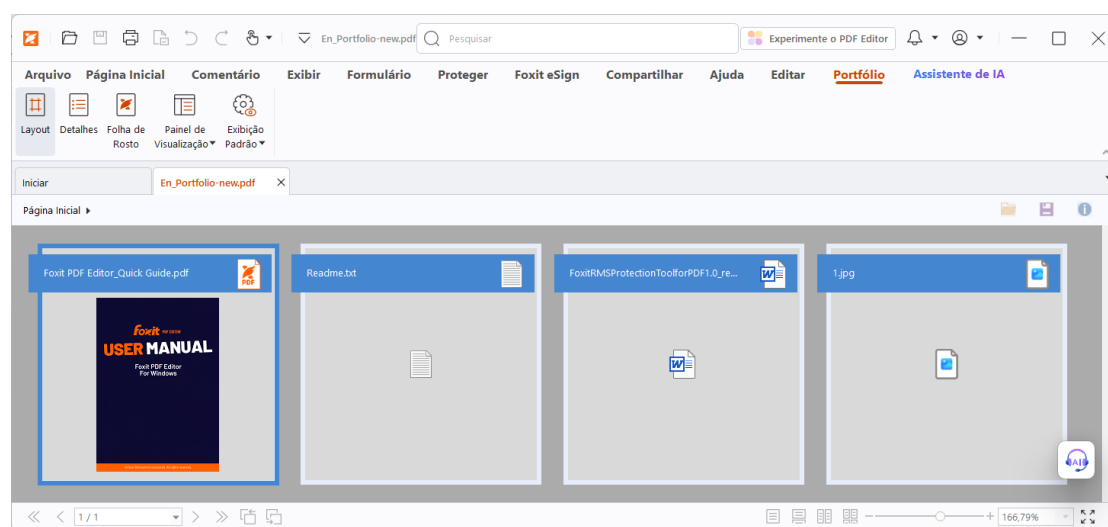 En_Portfolio-new.pdf
Pesquisar
Experimente o PDF Editor
Arquivo Página Inicial Comentário Exibir Formulário Proteger Foxit eSign Compartilhar Ajuda Editar Portfólio Assistente de IA
Layout Detalhes Folha de Rosto Painel de Visualização Exibição Padrão
Iniciar En_Portfolio-new.pdf
Página Inicial
Foxit PDF Editor_Quick Guide.pdf
PDF
Readme.txt
FoxitRMSProtectionToolforPDF1.0_re...
W
1.jpg
foxit
USER MANUAL
Foxit PDF Editor
For Windows
W
AI
1 / 1
166,79%